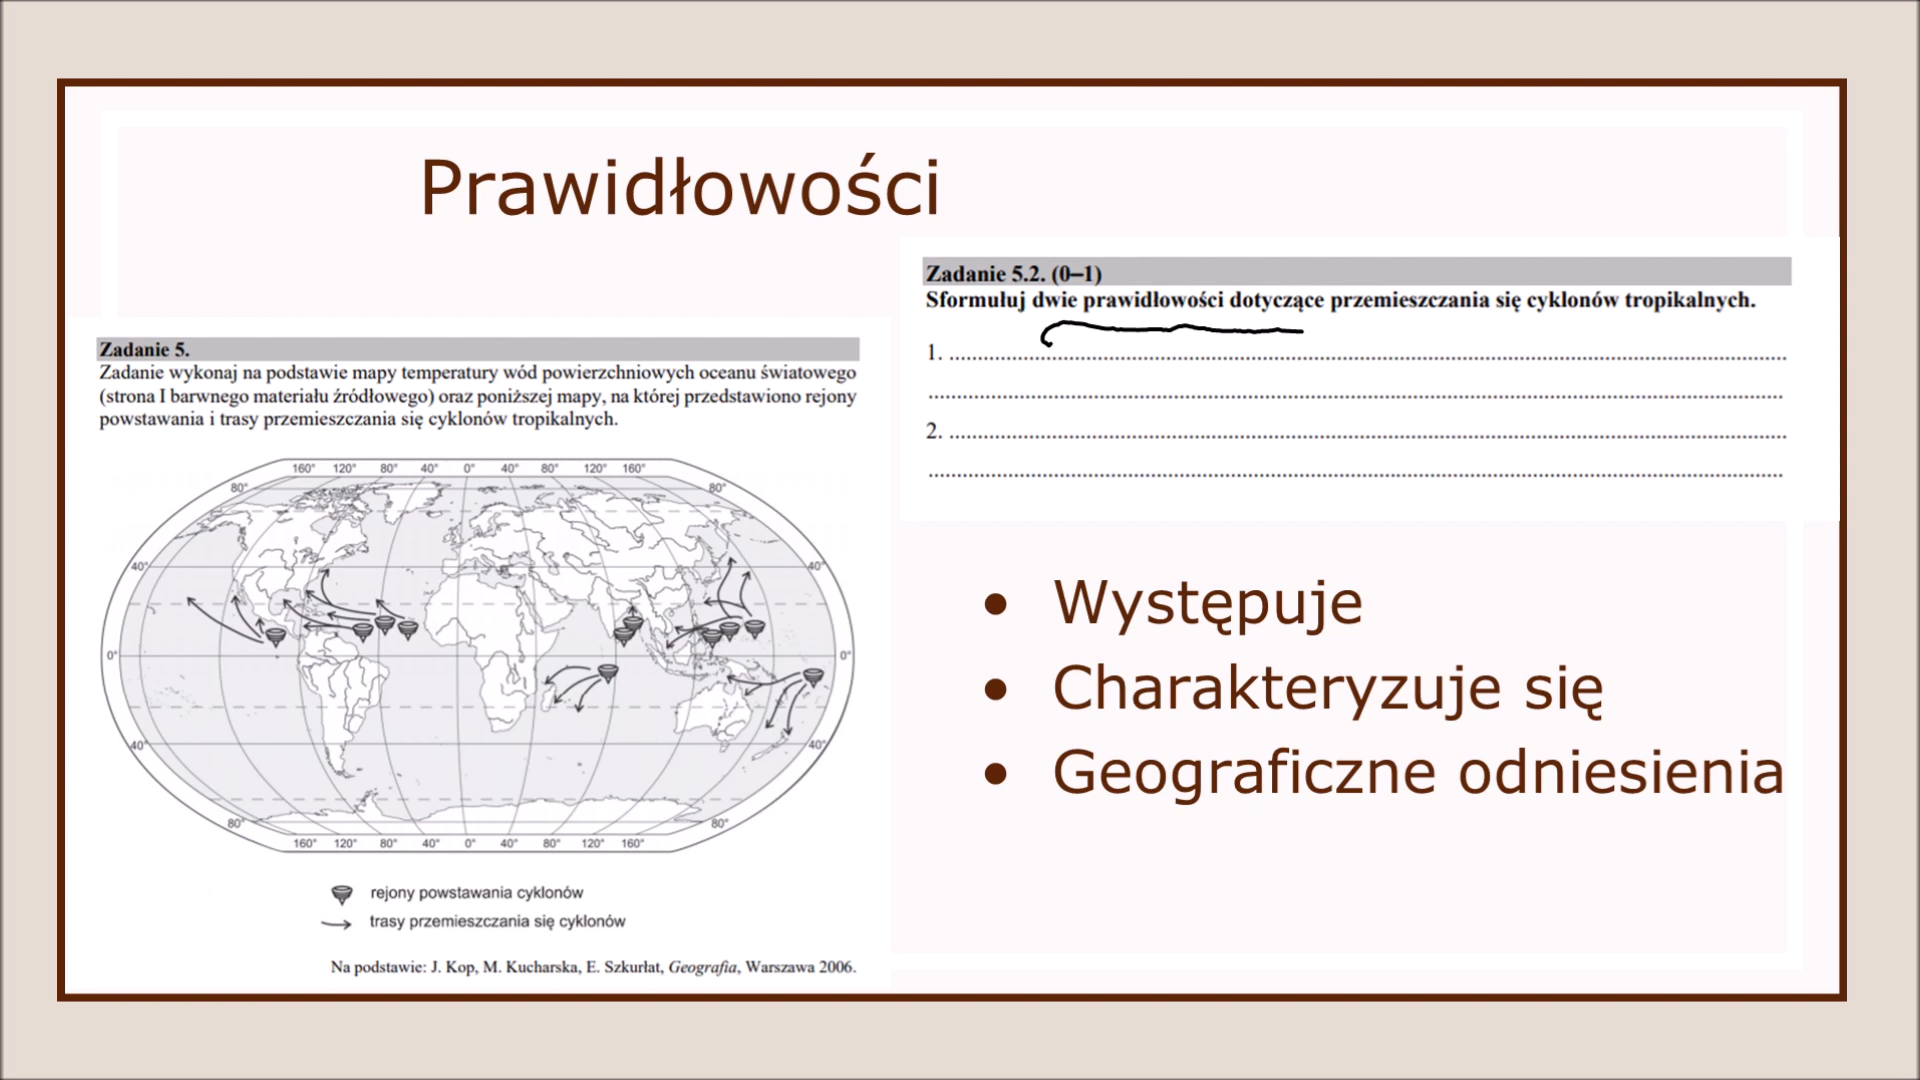 Prawidłowości
Zadanie 5.
Zadanie wykonaj na podstawie mapy temperatury wód powierzchniowych oceanu światowego
(strona I barwnego materiału źródłowego) oraz poniższej mapy, na której przedstawiono rejony
powstawania i trasy przemieszczania się cyklonów tropikalnych.
160° 120° 80° 40° 0° 40° 80° 120° 160°
80° 80°
40° 40°
0° 0°
40° 40°
80° 80°
160° 120° 80° 40° 0° 40° 80° 120° 160°
rejony powstawania cyklonów
trasy przemieszczania się cyklonów
Na podstawie: J. Kop, M. Kucharska, E. Szkurłat, Geografia, Warszawa 2006.
Zadanie 5.2. (0–1)
Sformułuj dwie prawidłowości dotyczące przemieszczania się cyklonów tropikalnych.
1. ........................................................................
........................................................................
2. ........................................................................
........................................................................
• Występuje
• Charakteryzuje się
• Geograficzne odniesienia